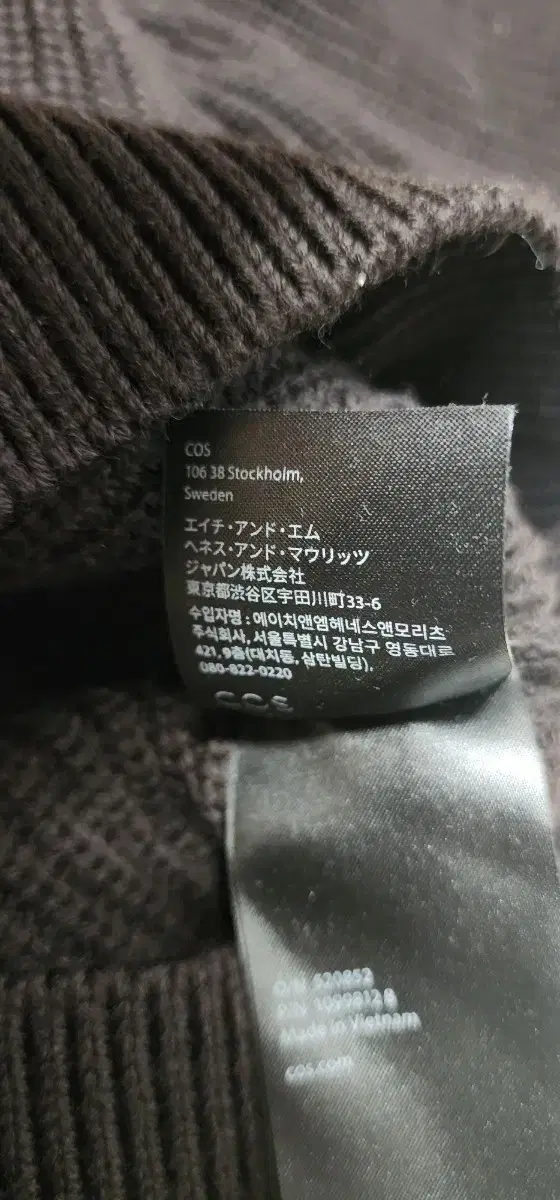 COS
106 38 Stockholm,
Sweden
エイチ・アンド・エム
ヘネス・アンド・マウリッツ
ジャパン株式会社
東京都渋谷区宇田川町33-6
수입자명 : 에이치앤엠헤네스앤모리츠
주식회사, 서울특별시 강남구 영동대로
421, 9층(대치동, 삼탄빌딩),
080-822-0220
COS
Made in Vietnam
cos.com